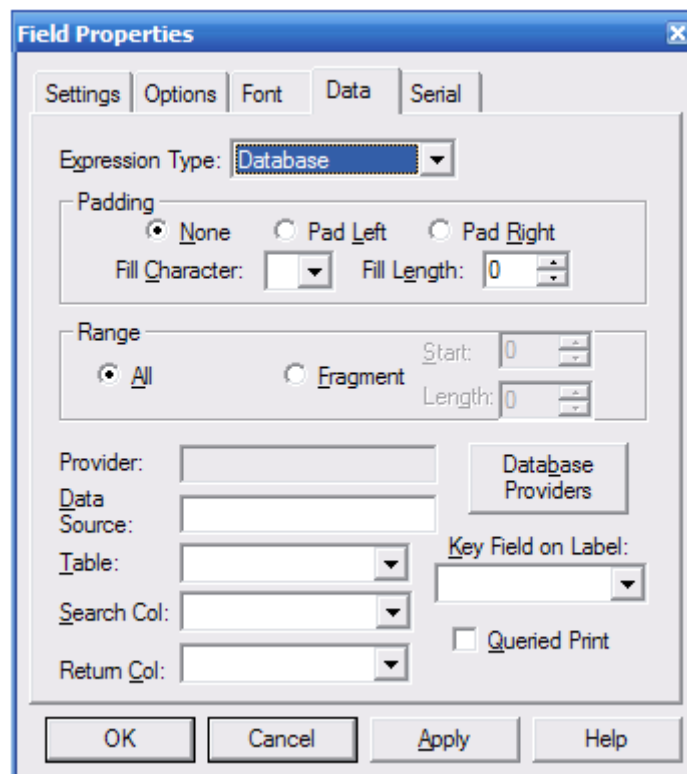 Field Properties
Settings Options Font Data Serial
Expression Type: Database
Padding
None Pad Left Pad Right
Fill Character: Fill Length: 0
Range
All Fragment Start: 0
Length: 0
Provider: Database Providers
Data Source:
Key Field on Label:
Table:
Search Col:
Queried Print
Return Col:
OK Cancel Apply Help